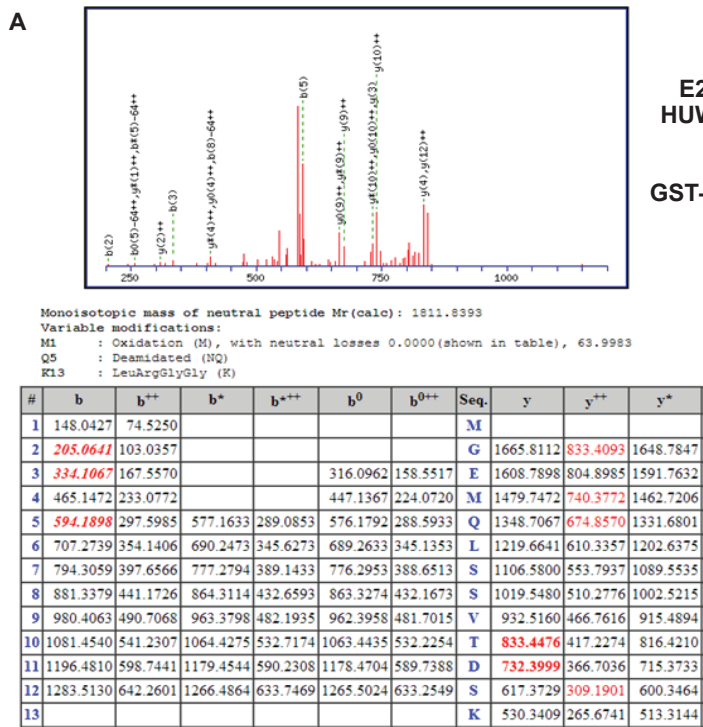 A
b(2)
b0(5)-64++,y*(1)++,b*(5)-64++
y(2)++
b(3)
y*(4)++,y0(4)++,b(8)-64++
b(5)
y0(9)++,y*(9)++
y(9)++
y*(10)++,y0(10)++,y(3)
y(10)++
y(4),y(12)++
250 500 750 1000
E2
HUW
GST-
Monoisotopic mass of neutral peptide Mr(calc): 1811.8393
Variable modifications:
M1 : Oxidation (M), with neutral losses 0.0000(shown in table), 63.9983
Q5 : Deamidated (NQ)
K13 : LeuArgGlyGly (K)
# b b++ b* b*++ b0 b0++ Seq. y y++ y*
1 148.0427 74.5250 M
2 205.0641 103.0357 G 1665.8112 833.4093 1648.7847
3 334.1067 167.5570 316.0962 158.5517 E 1608.7898 804.8985 1591.7632
4 465.1472 233.0772 447.1367 224.0720 M 1479.7472 740.3772 1462.7206
5 594.1898 297.5985 577.1633 289.0853 576.1792 288.5933 Q 1348.7067 674.8570 1331.6801
6 707.2739 354.1406 690.2473 345.6273 689.2633 345.1353 L 1219.6641 610.3357 1202.6375
7 794.3059 397.6566 777.2794 389.1433 776.2953 388.6513 S 1106.5800 553.7937 1089.5535
8 881.3379 441.1726 864.3114 432.6593 863.3274 432.1673 S 1019.5480 510.2776 1002.5215
9 980.4063 490.7068 963.3798 482.1935 962.3958 481.7015 V 932.5160 466.7616 915.4894
10 1081.4540 541.2307 1064.4275 532.7174 1063.4435 532.2254 T 833.4476 417.2274 816.4210
11 1196.4810 598.7441 1179.4544 590.2308 1178.4704 589.7388 D 732.3999 366.7036 715.3733
12 1283.5130 642.2601 1266.4864 633.7469 1265.5024 633.2549 S 617.3729 309.1901 600.3464
13 K 530.3409 265.6741 513.3144